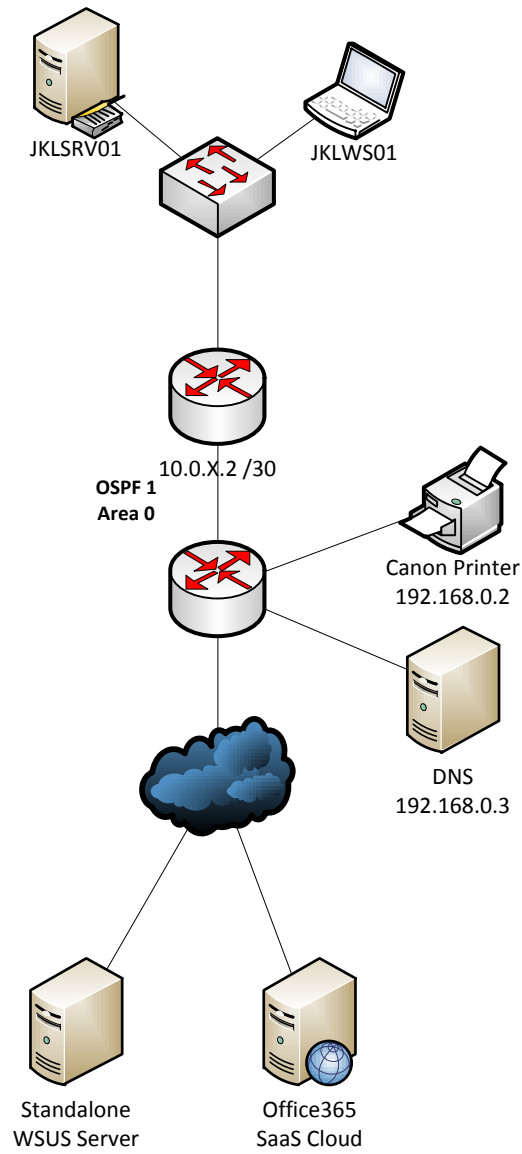 JKLSRV01
JKLWS01
10.0.X.2 /30
OSPF 1
Area 0
Canon Printer
192.168.0.2
DNS
192.168.0.3
Standalone
WSUS Server
Office365
SaaS Cloud